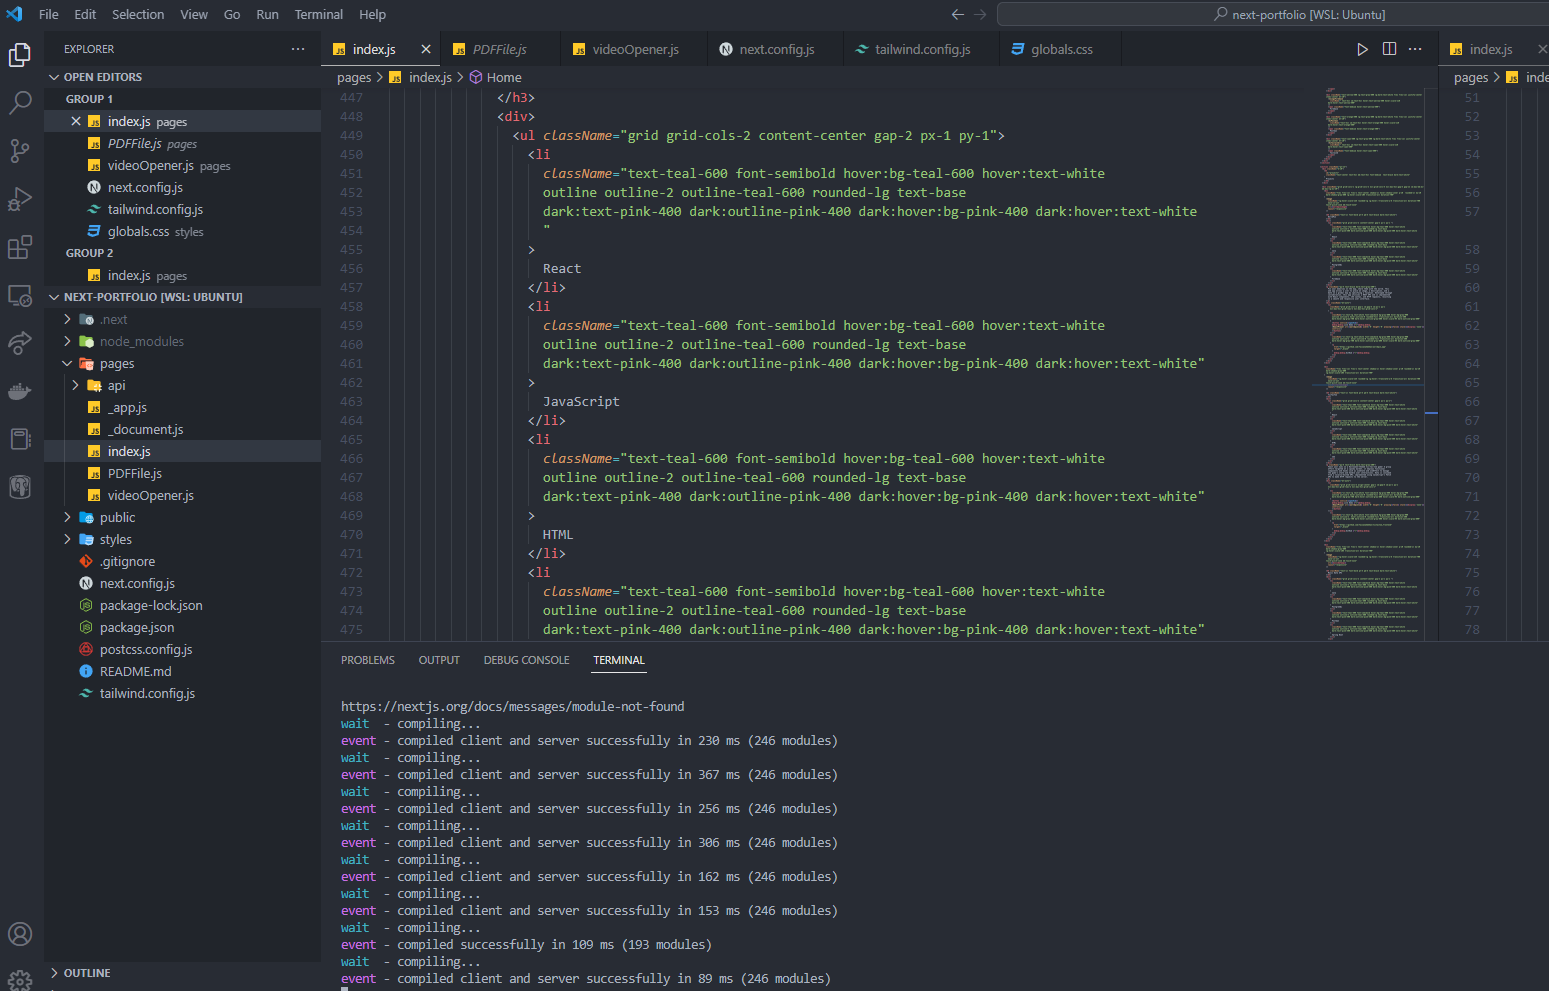 File Edit Selection View Go Run Terminal Help
next-portfolio [WSL: Ubuntu]
EXPLORER
OPEN EDITORS
GROUP 1
index.js pages
PDFFile.js pages
videoOpener.js pages
next.config.js
tailwind.config.js
globals.css styles
GROUP 2
index.js pages
NEXT-PORTFOLIO [WSL: UBUNTU]
.next
node_modules
pages
api
_app.js
_document.js
index.js
PDFFile.js
videoOpener.js
public
styles
.gitignore
next.config.js
package-lock.json
package.json
postcss.config.js
README.md
tailwind.config.js
OUTLINE
index.js PDFFile.js videoOpener.js next.config.js tailwind.config.js globals.css
pages > index.js > Home
447 </h3>
448 <div>
449 <ul className="grid grid-cols-2 content-center gap-2 px-1 py-1">
450 <li
451 className="text-teal-600 font-semibold hover:bg-teal-600 hover:text-white
452 outline outline-2 outline-teal-600 rounded-lg text-base
453 dark:text-pink-400 dark:outline-pink-400 dark:hover:bg-pink-400 dark:hover:text-white
454 "
455 >
456 React
457 </li>
458 <li
459 className="text-teal-600 font-semibold hover:bg-teal-600 hover:text-white
460 outline outline-2 outline-teal-600 rounded-lg text-base
461 dark:text-pink-400 dark:outline-pink-400 dark:hover:bg-pink-400 dark:hover:text-white"
462 >
463 JavaScript
464 </li>
465 <li
466 className="text-teal-600 font-semibold hover:bg-teal-600 hover:text-white
467 outline outline-2 outline-teal-600 rounded-lg text-base
468 dark:text-pink-400 dark:outline-pink-400 dark:hover:bg-pink-400 dark:hover:text-white"
469 >
470 HTML
471 </li>
472 <li
473 className="text-teal-600 font-semibold hover:bg-teal-600 hover:text-white
474 outline outline-2 outline-teal-600 rounded-lg text-base
475 dark:text-pink-400 dark:outline-pink-400 dark:hover:bg-pink-400 dark:hover:text-white"
index.js
pages > inde
51
52
53
54
55
56
57
58
59
60
61
62
63
64
65
66
67
68
69
70
71
72
73
74
75
76
77
78
PROBLEMS OUTPUT DEBUG CONSOLE TERMINAL
https://nextjs.org/docs/messages/module-not-found
wait - compiling...
event - compiled client and server successfully in 230 ms (246 modules)
wait - compiling...
event - compiled client and server successfully in 367 ms (246 modules)
wait - compiling...
event - compiled client and server successfully in 256 ms (246 modules)
wait - compiling...
event - compiled client and server successfully in 306 ms (246 modules)
wait - compiling...
event - compiled client and server successfully in 162 ms (246 modules)
wait - compiling...
event - compiled client and server successfully in 153 ms (246 modules)
wait - compiling...
event - compiled successfully in 109 ms (193 modules)
wait - compiling...
event - compiled client and server successfully in 89 ms (246 modules)